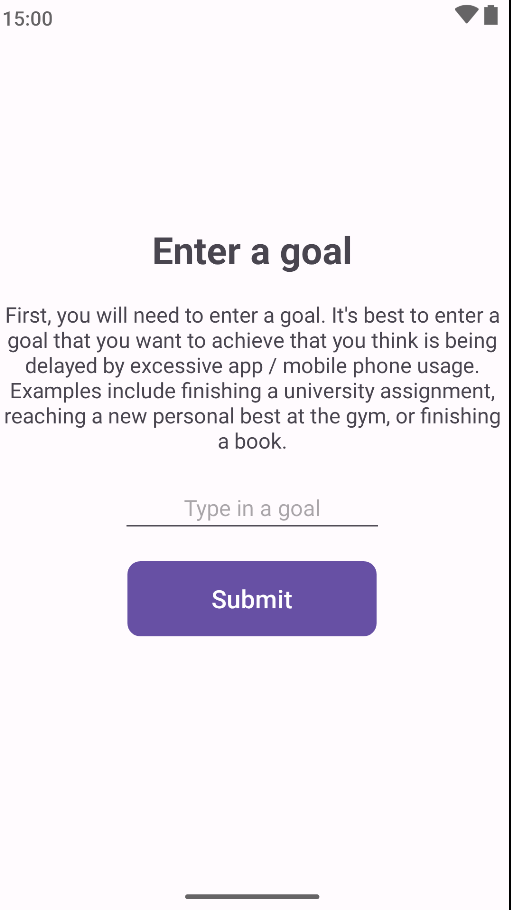 15:00
Enter a goal
First, you will need to enter a goal. It's best to enter a
goal that you want to achieve that you think is being
delayed by excessive app / mobile phone usage.
Examples include finishing a university assignment,
reaching a new personal best at the gym, or finishing
a book.
Type in a goal
Submit